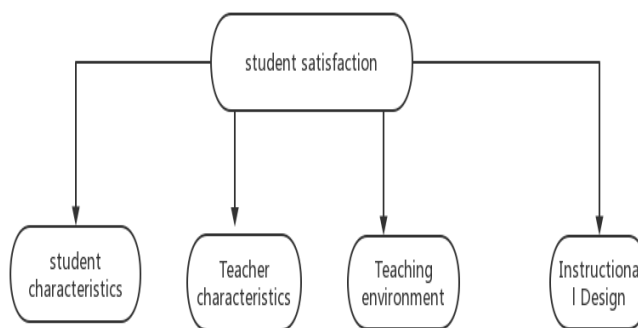 student satisfaction
student
characteristics
Teacher
characteristics
Teaching
environment
Instructiona
l Design